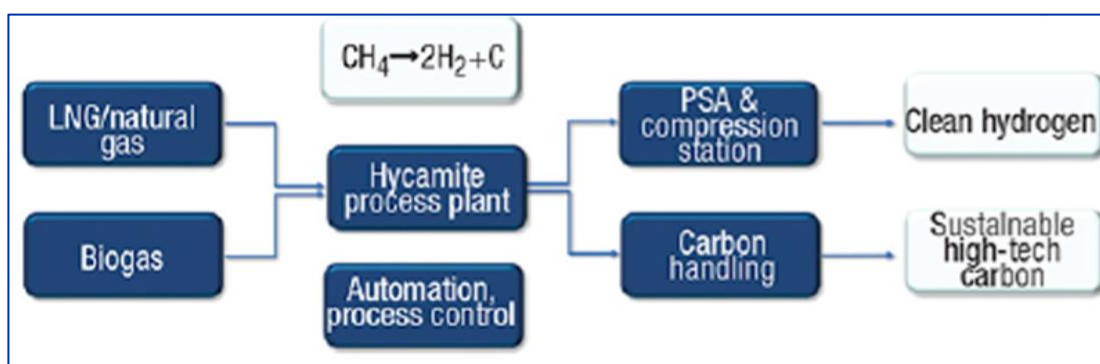 CH₄→2H₂+C
LNG/natural
gas
Biogas
Hycamite
process plant
Automation,
process control
PSA &
compression
station
Carbon
handling
Clean hydrogen
Sustainable
high-tech
carbon